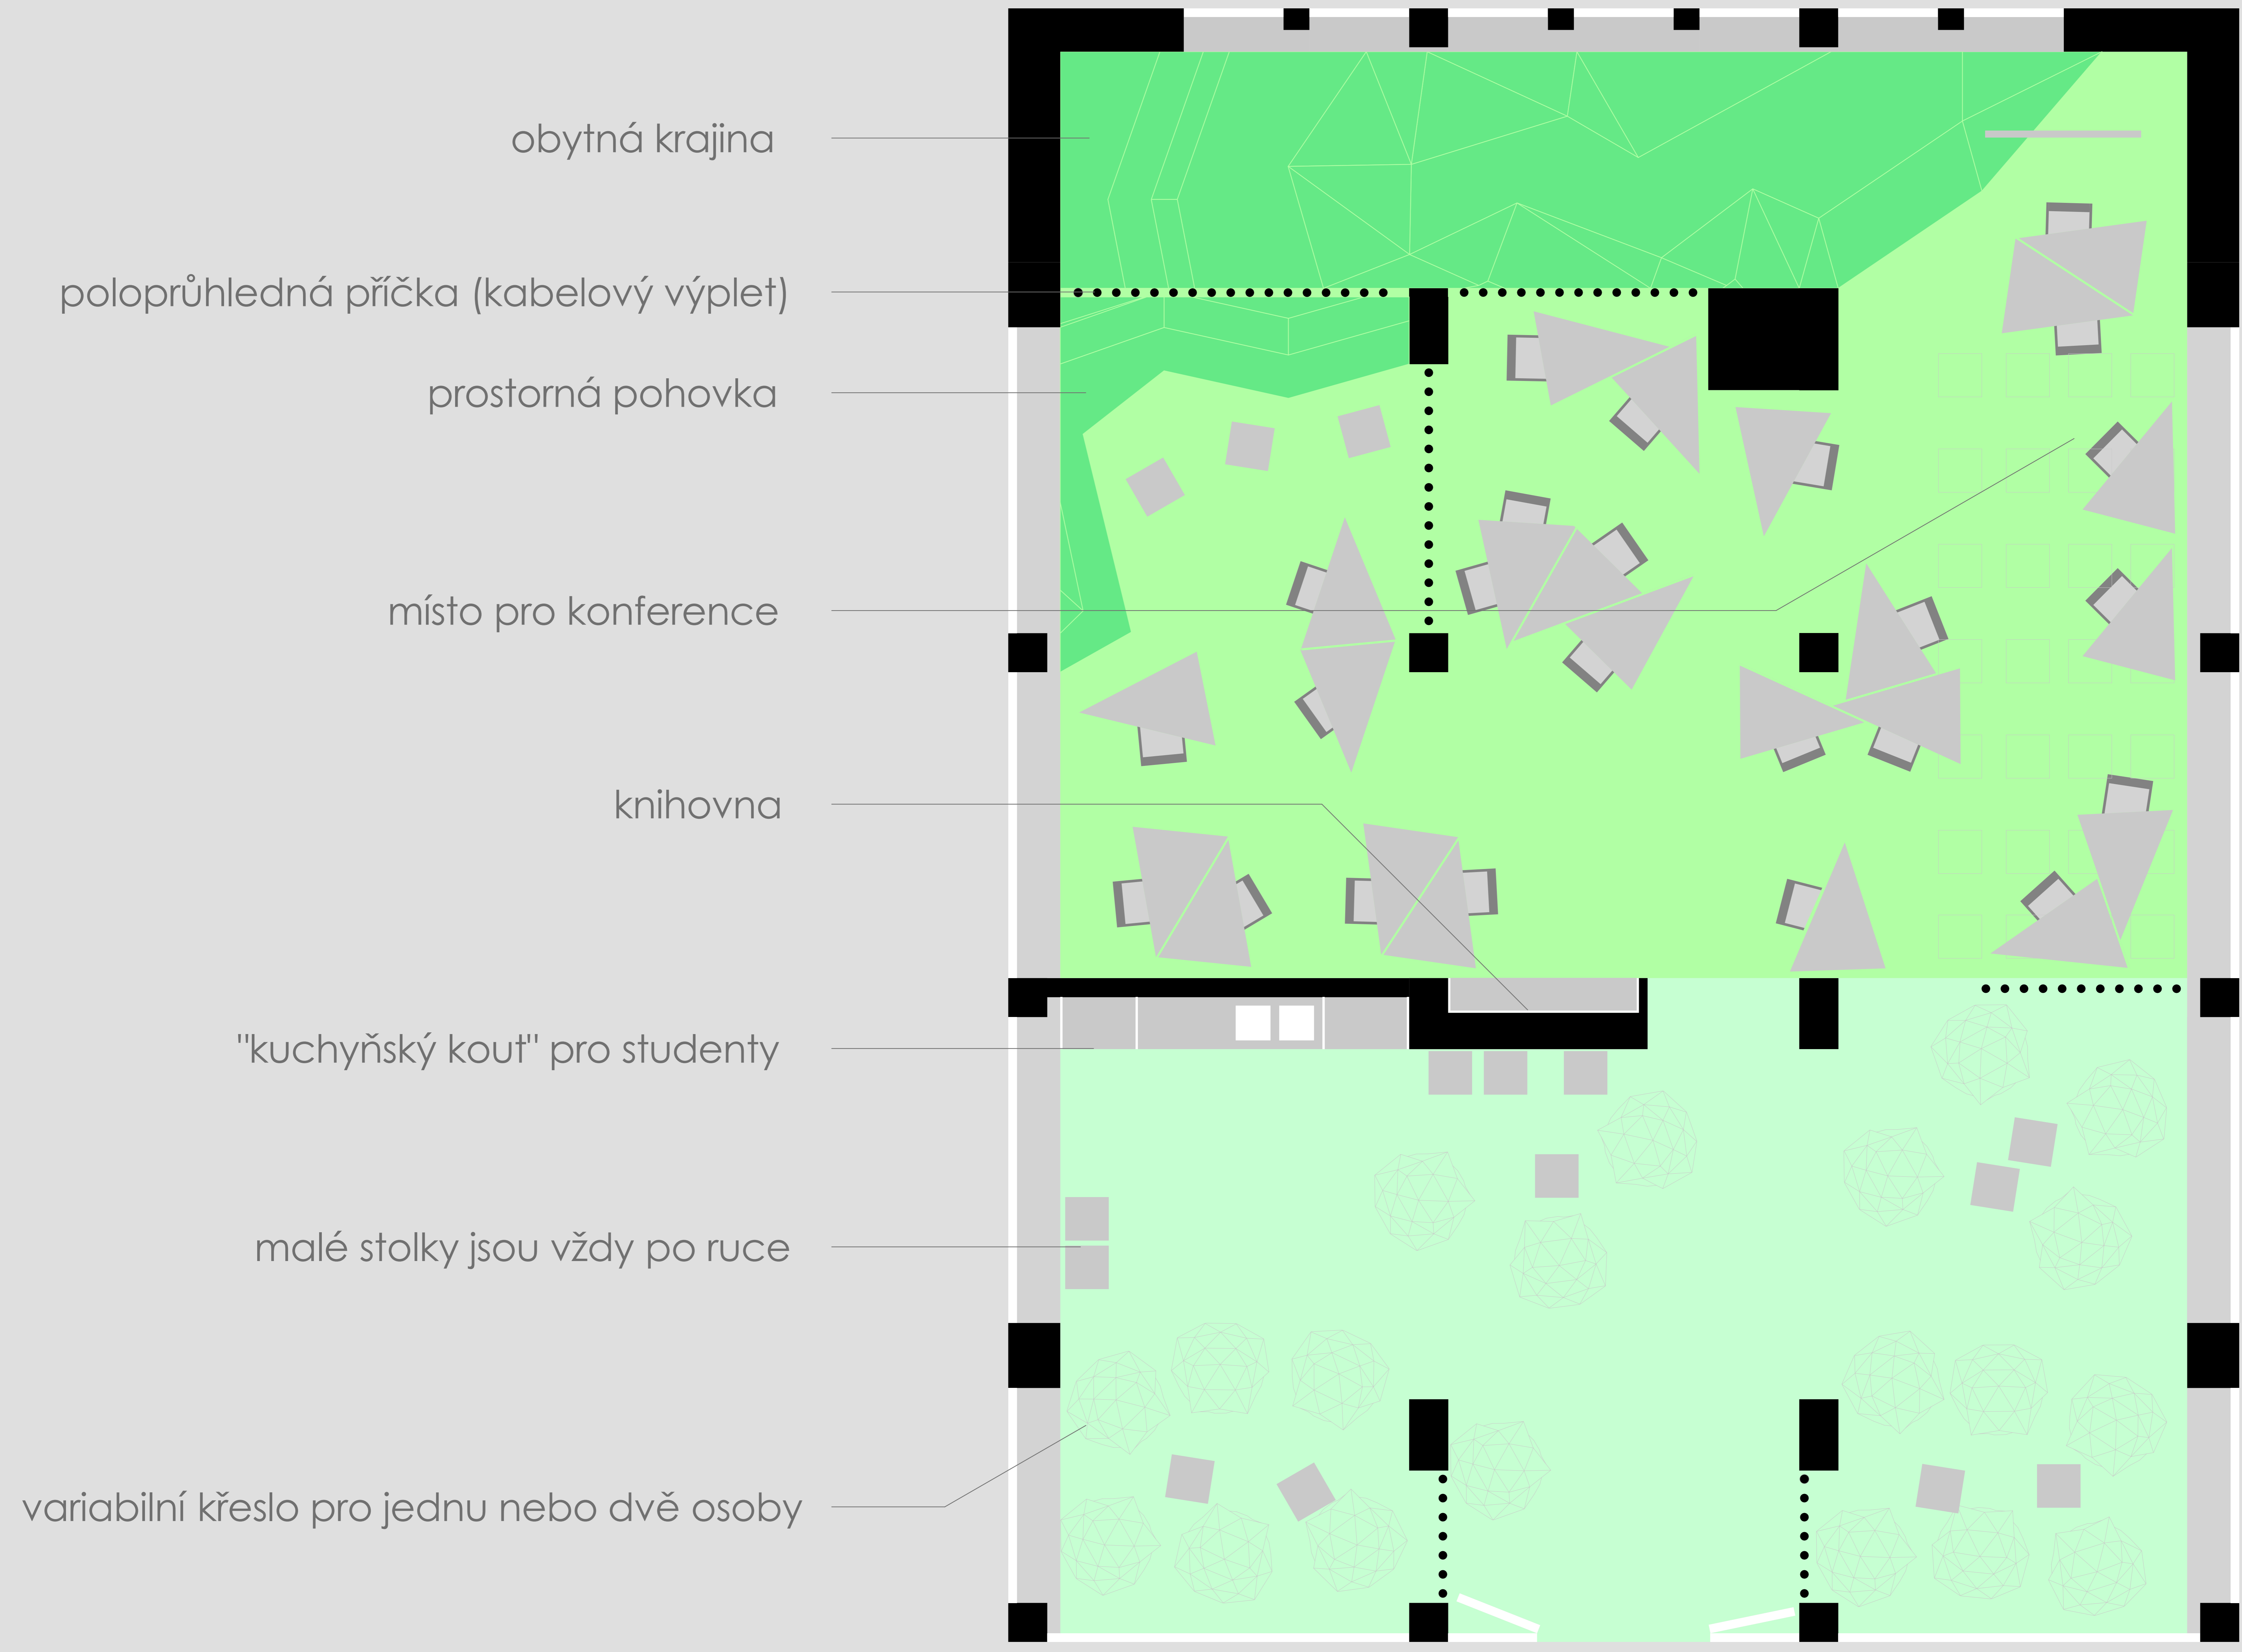 obytná krajina
poloprůhledná příčka (kabelový výplet)
prostorná pohovka
místo pro konference
knihovna
"kuchyňský kout" pro studenty
malé stolky jsou vždy po ruce
variabilní křeslo pro jednu nebo dvě osoby